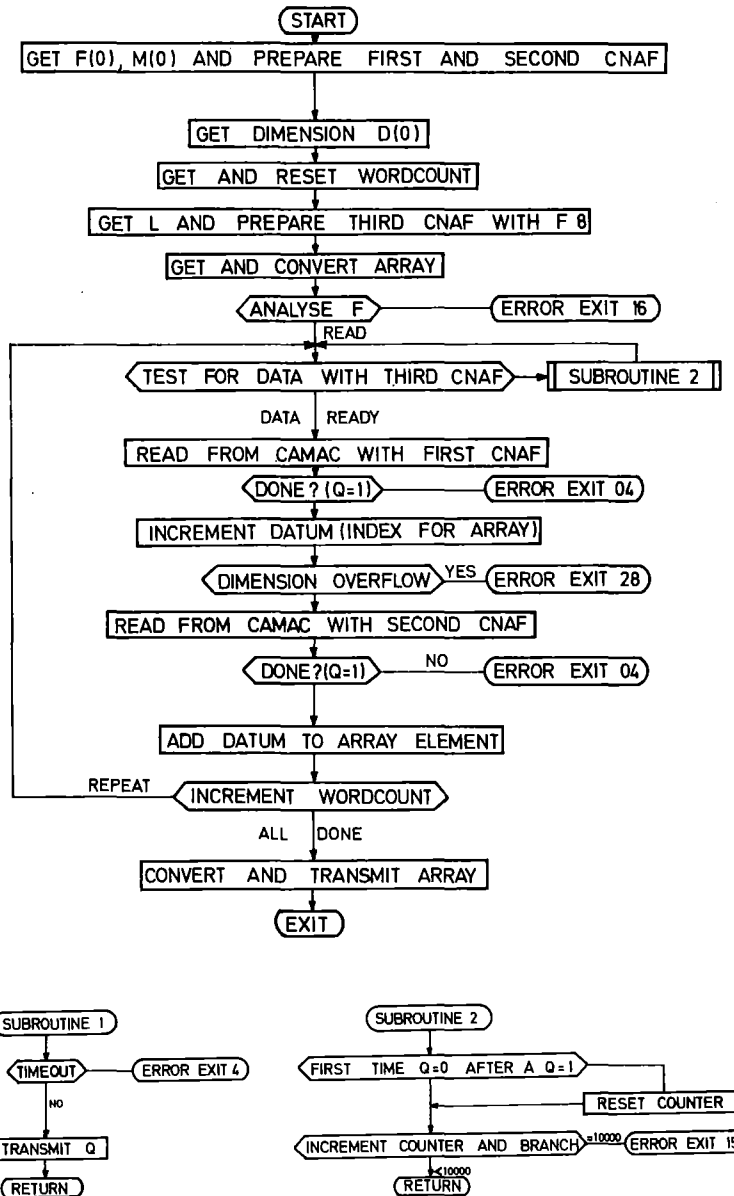 START
GET F(0), M(0) AND PREPARE FIRST AND SECOND CNAF
GET DIMENSION D(0)
GET AND RESET WORDCOUNT
GET L AND PREPARE THIRD CNAF WITH F 8
GET AND CONVERT ARRAY
ANALYSE F
ERROR EXIT 16
READ
TEST FOR DATA WITH THIRD CNAF
SUBROUTINE 2
DATA READY
READ FROM CAMAC WITH FIRST CNAF
DONE? (Q=1)
ERROR EXIT 04
INCREMENT DATUM (INDEX FOR ARRAY)
DIMENSION OVERFLOW
YES
ERROR EXIT 28
READ FROM CAMAC WITH SECOND CNAF
DONE?(Q=1)
NO
ERROR EXIT 04
ADD DATUM TO ARRAY ELEMENT
REPEAT
INCREMENT WORDCOUNT
ALL DONE
CONVERT AND TRANSMIT ARRAY
EXIT
SUBROUTINE 1
TIMEOUT
ERROR EXIT 4
NO
TRANSMIT Q
RETURN
SUBROUTINE 2
FIRST TIME Q=0 AFTER A Q=1
RESET COUNTER
INCREMENT COUNTER AND BRANCH
=10000
ERROR EXIT 15
<10000
RETURN